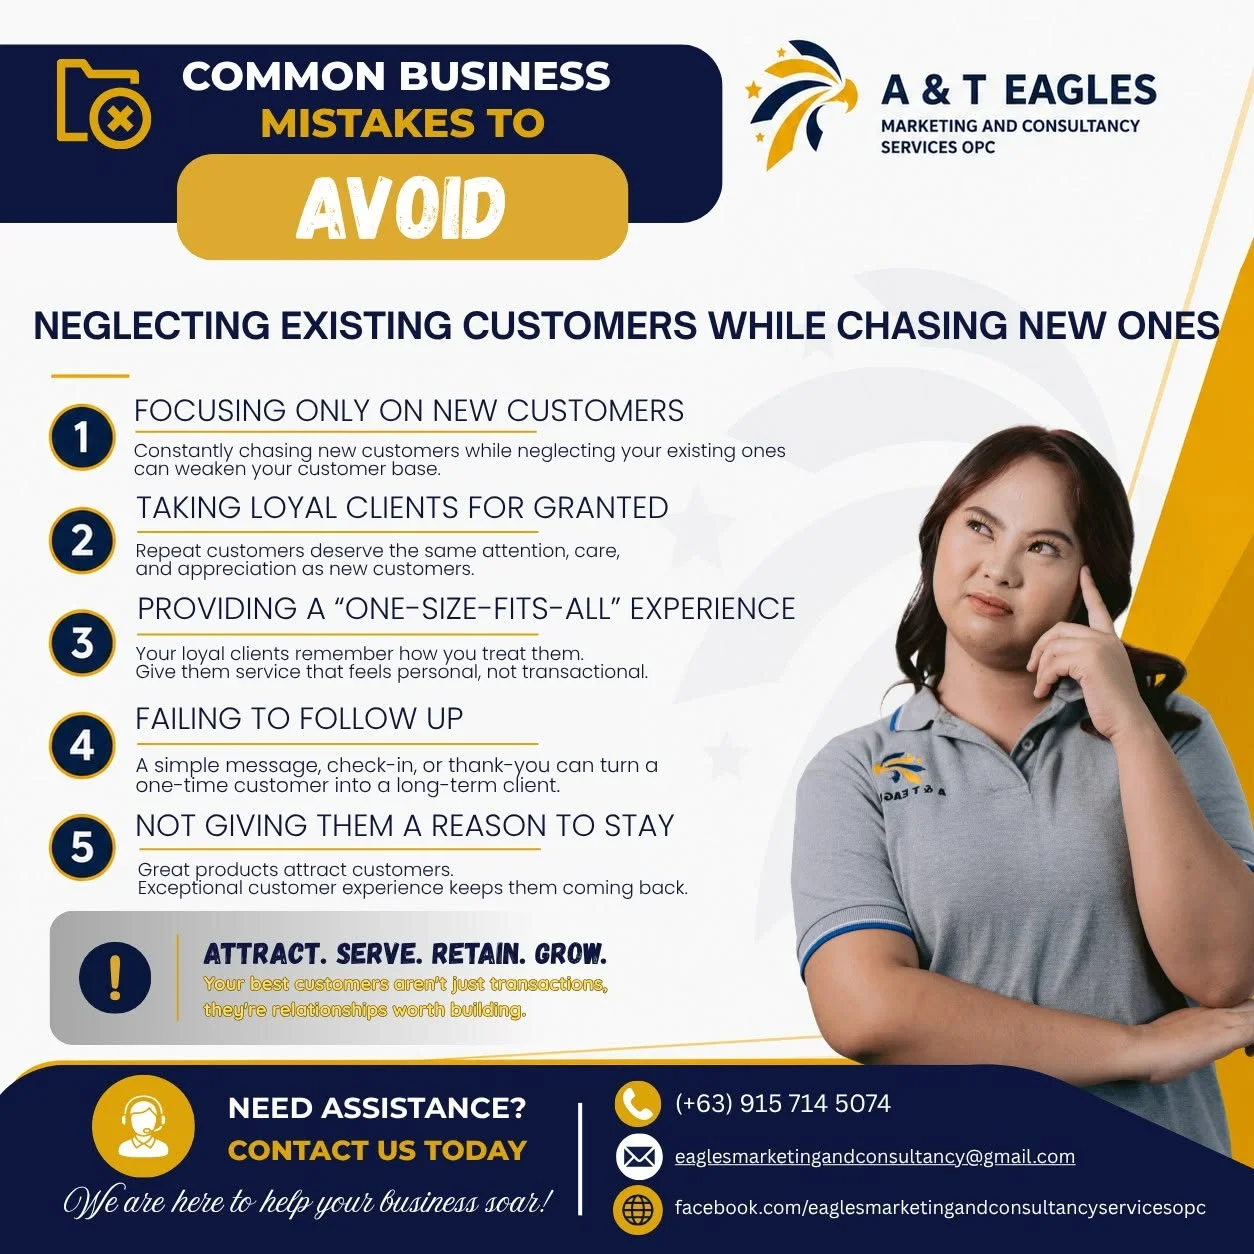 COMMON BUSINESS
MISTAKES TO
AVOID
A & T EAGLES
MARKETING AND CONSULTANCY
SERVICES OPC
NEGLECTING EXISTING CUSTOMERS WHILE CHASING NEW ONES
1
FOCUSING ONLY ON NEW CUSTOMERS
Constantly chasing new customers while neglecting your existing ones
can weaken your customer base.
2
TAKING LOYAL CLIENTS FOR GRANTED
Repeat customers deserve the same attention, care,
and appreciation as new customers.
3
PROVIDING A “ONE-SIZE-FITS-ALL” EXPERIENCE
Your loyal clients remember how you treat them.
Give them service that feels personal, not transactional.
4
FAILING TO FOLLOW UP
A simple message, check-in, or thank-you can turn a
one-time customer into a long-term client.
5
NOT GIVING THEM A REASON TO STAY
Great products attract customers.
Exceptional customer experience keeps them coming back.
A & T EAGL
!
ATTRACT. SERVE. RETAIN. GROW.
Your best customers aren't just transactions,
they're relationships worth building.
NEED ASSISTANCE?
CONTACT US TODAY
We are here to help your business soar!
(+63) 915 714 5074
eaglesmarketingandconsultancy@gmail.com
facebook.com/eaglesmarketingandconsultancyservicesopc